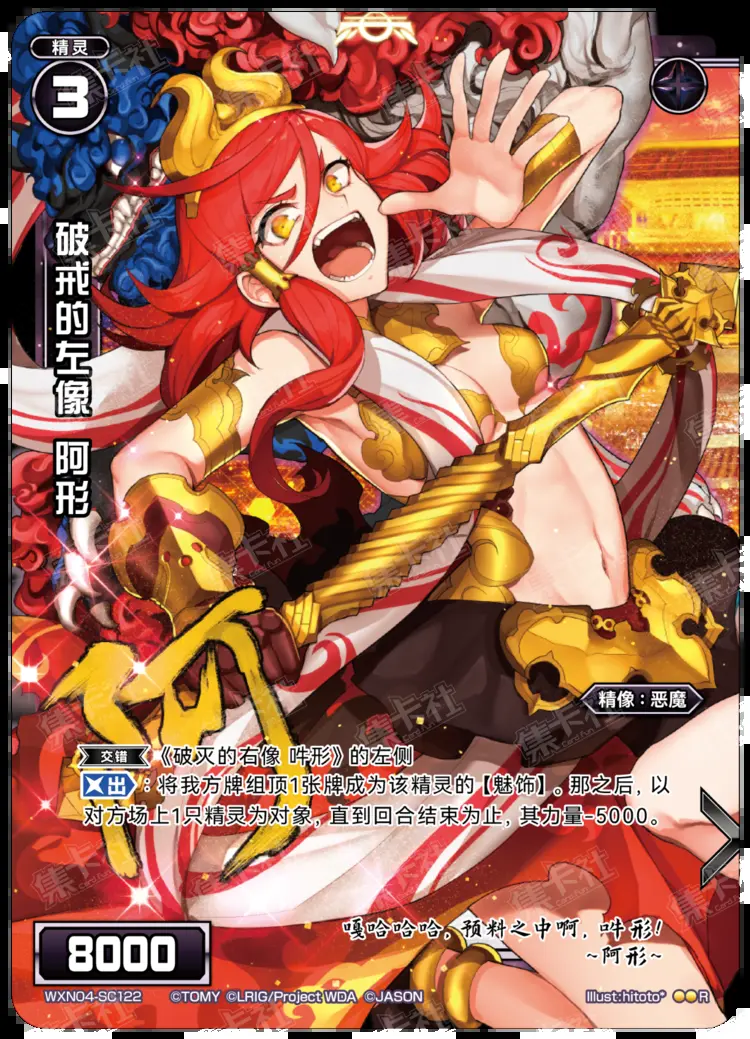 精灵
3
破戒的左像 阿形
阿
精像：恶魔
交错 《破灭的右像 吽形》的左侧
出：将我方牌组顶1张牌成为该精灵的【魅饰】。那之后，以
对方场上1只精灵为对象，直到回合结束为止，其力量-5000。
嘎哈哈哈，预料之中啊，吽形！
~阿形~
8000
WXN04-SC122 ©TOMY ©LRIG/Project WDA ©JASON Illust:hitoto* R
集卡社